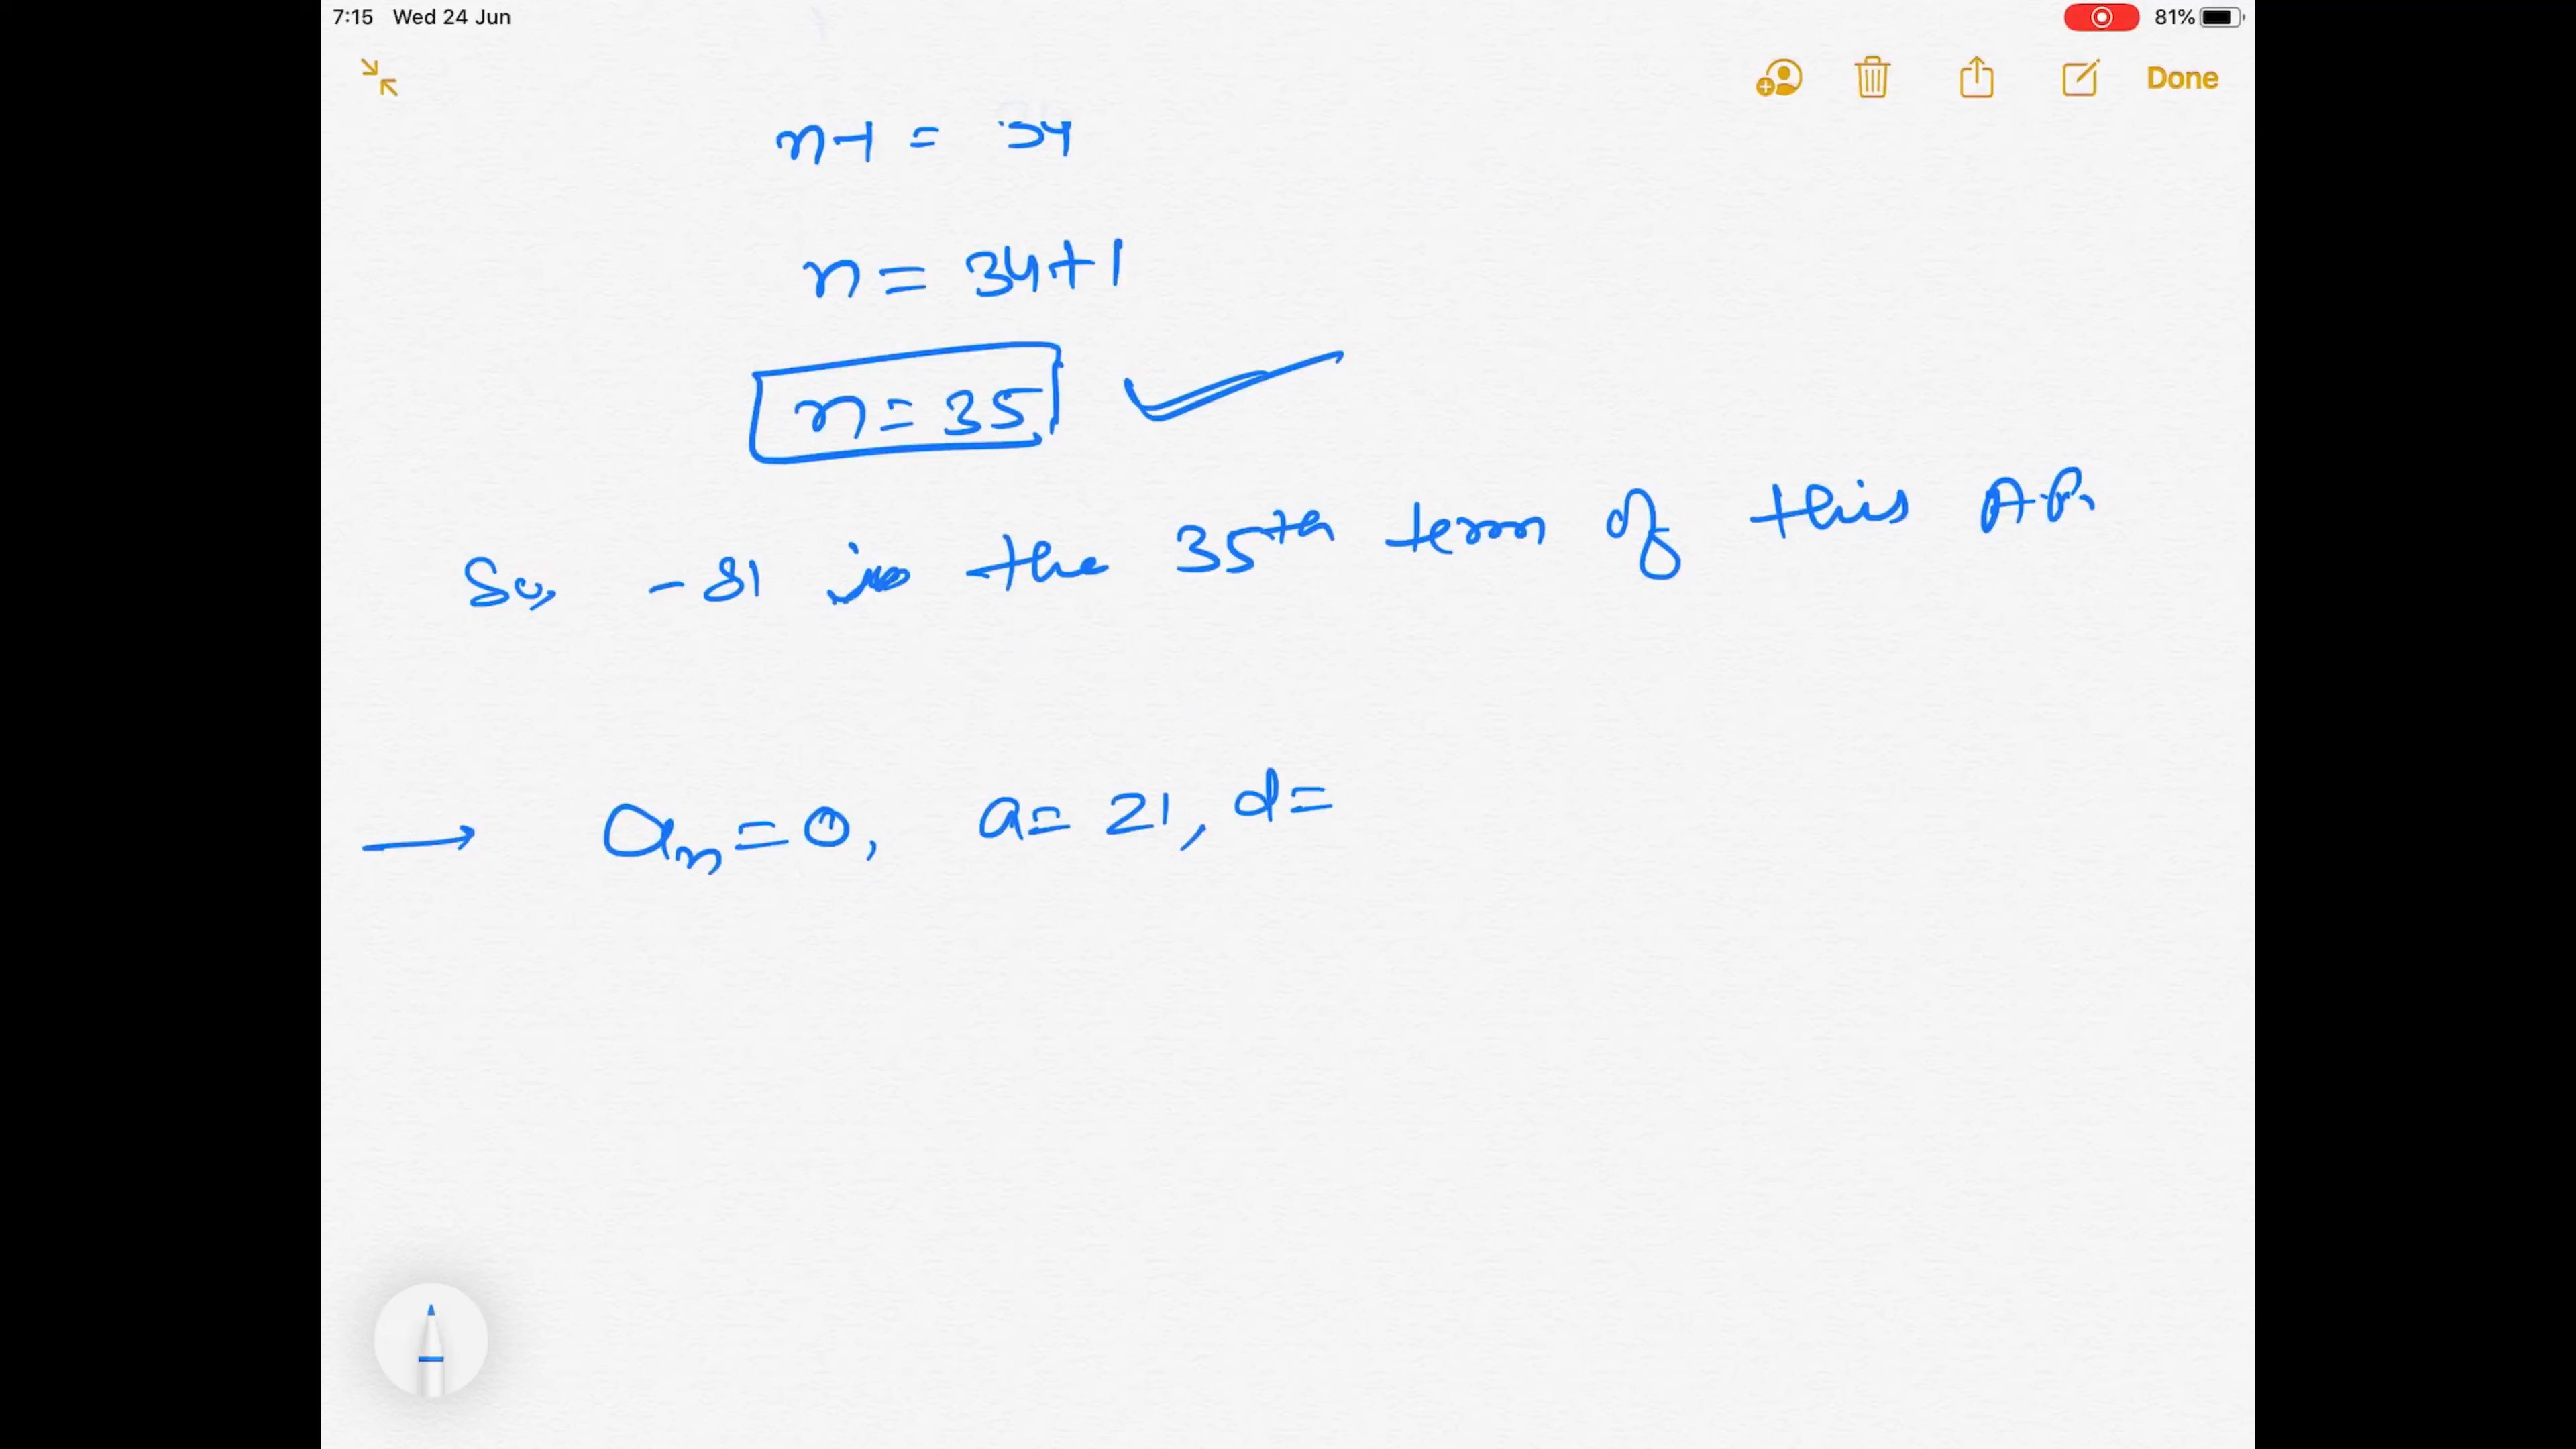 7:15 Wed 24 Jun 81%
Done
n-1 = 34
n = 34+1
n = 35
So, -81 is the 35th term of this A.P.
→ an = 0, a = 21, d =